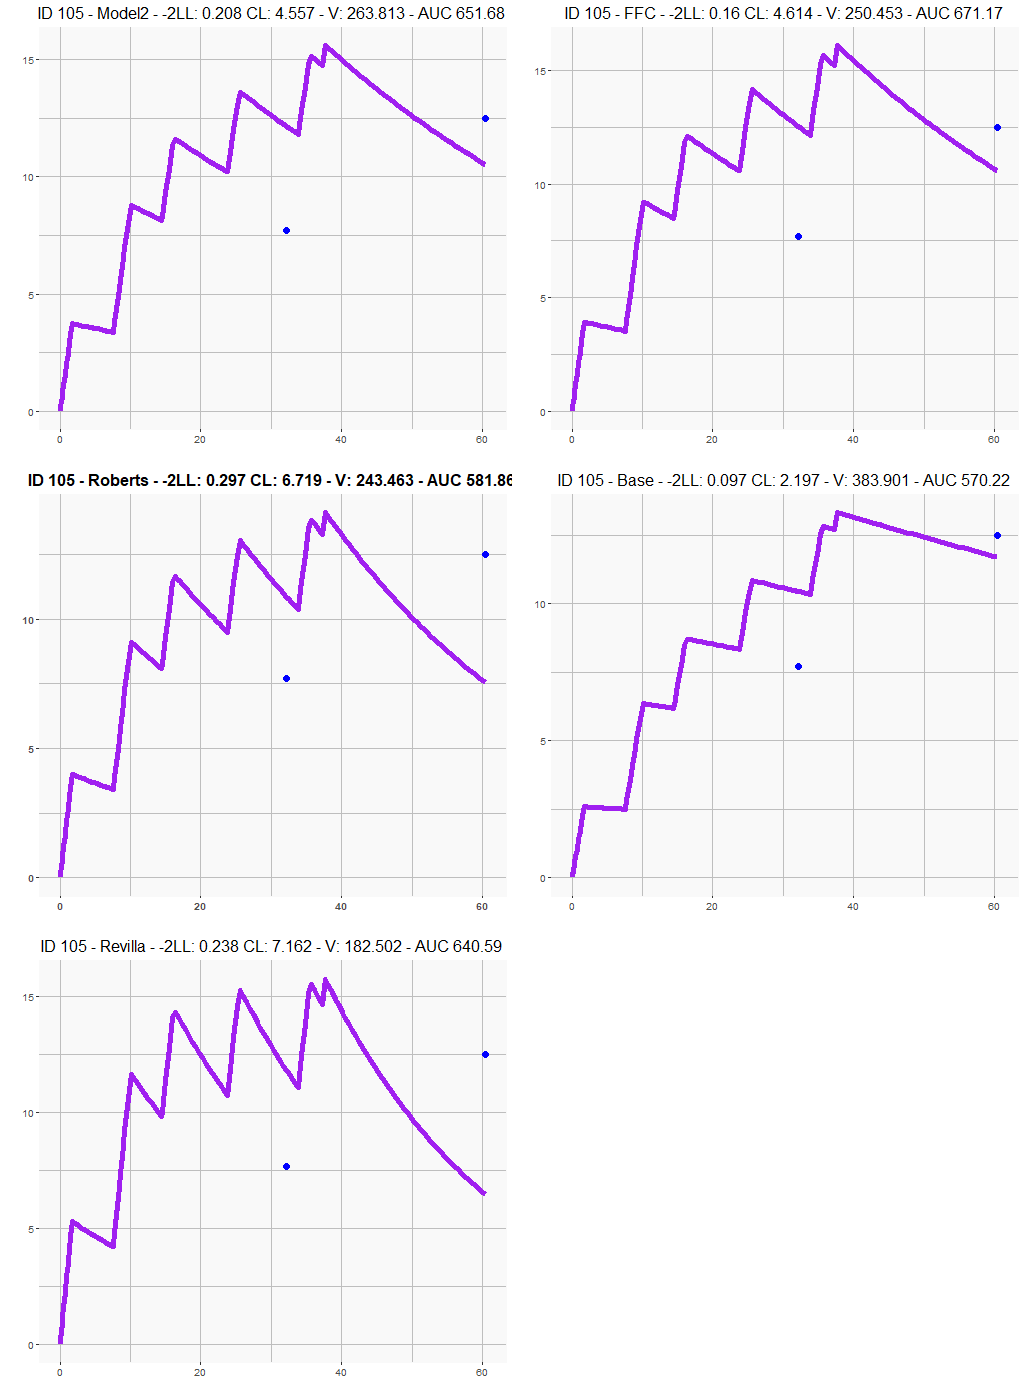 ID 105 - Model2 - -2LL: 0.208 CL: 4.557 - V: 263.813 - AUC 651.68
15
10
5
0
0 20 40 60
ID 105 - FFC - -2LL: 0.16 CL: 4.614 - V: 250.453 - AUC 671.17
15
10
5
0
0 20 40 60
ID 105 - Roberts - -2LL: 0.297 CL: 6.719 - V: 243.463 - AUC 581.86
10
5
0
0 20 40 60
ID 105 - Base - -2LL: 0.097 CL: 2.197 - V: 383.901 - AUC 570.22
10
5
0
0 20 40 60
ID 105 - Revilla - -2LL: 0.238 CL: 7.162 - V: 182.502 - AUC 640.59
15
10
5
0
0 20 40 60